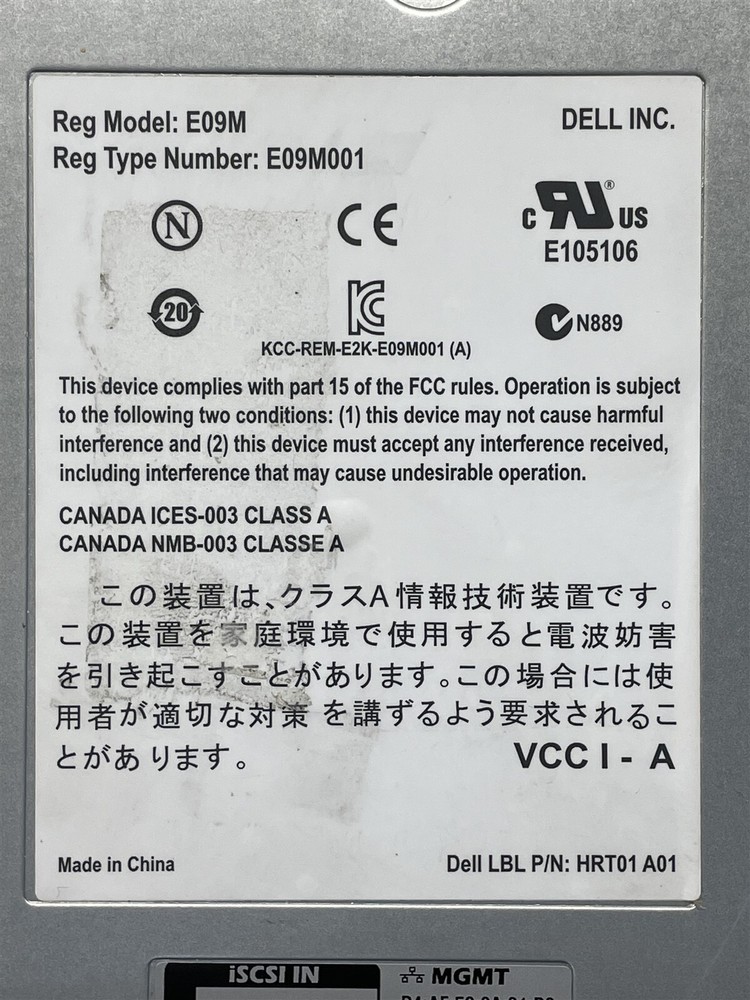 Reg Model: E09M
DELL INC.
Reg Type Number: E09M001
N
CE
C RU® US
E105106
20
KC
N889
KCC-REM-E2K-E09M001 (A)
This device complies with part 15 of the FCC rules. Operation is subject
to the following two conditions: (1) this device may not cause harmful
interference and (2) this device must accept any interference received,
including interference that may cause undesirable operation.
CANADA ICES-003 CLASS A
CANADA NMB-003 CLASSE A
この装置は、クラスA情報技術装置です。
この装置を家庭環境で使用すると電波妨害
を引き起こすことがあります。この場合には使
用者が適切な対策を講ずるよう要求されるこ
とがあります。
VCCI-A
Made in China
Dell LBL P/N: HRT01 A01
iSCSI IN
MGMT